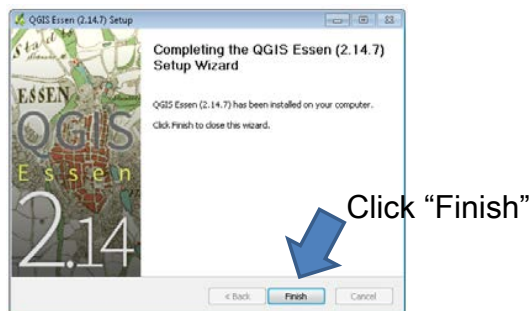 QGIS Essen (2.14.7) Setup
Completing the QGIS Essen (2.14.7)
Setup Wizard
QGIS Essen (2.14.7) has been installed on your computer.
Click Finish to close this wizard.
ESSEN
QGIS
Essen
2.14
Click “Finish”
< Back
Finish
Cancel